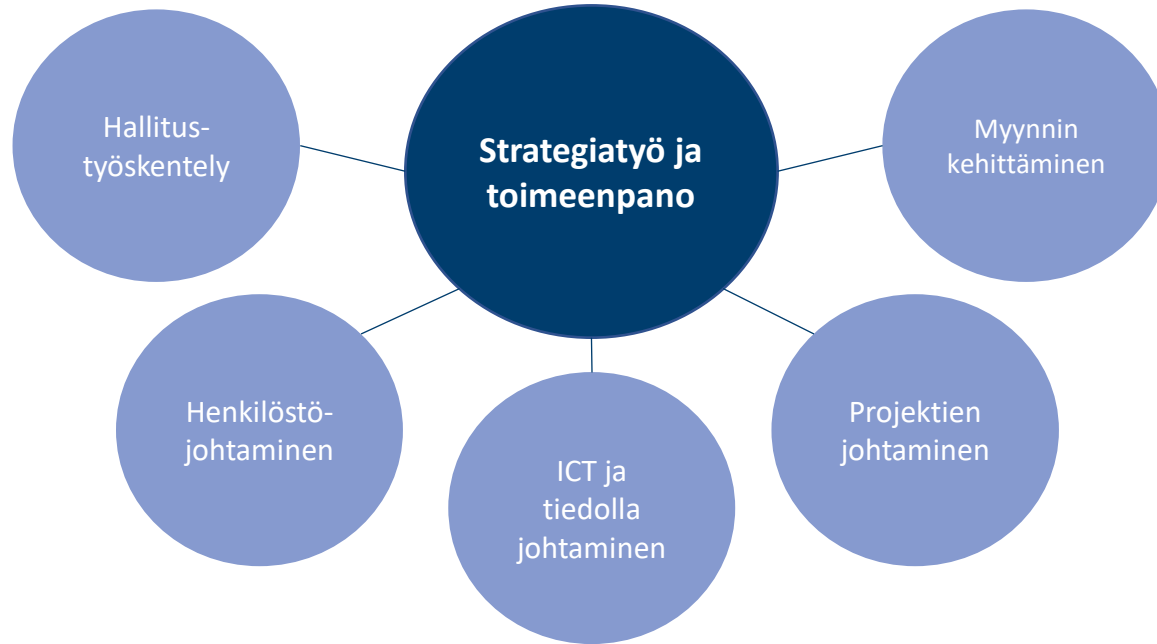 Hallitus-
työskentely
Strategiatyö ja
toimeenpano
Myynnin
kehittäminen
Henkilöstö-
johtaminen
ICT ja
tiedolla
johtaminen
Projektien
johtaminen